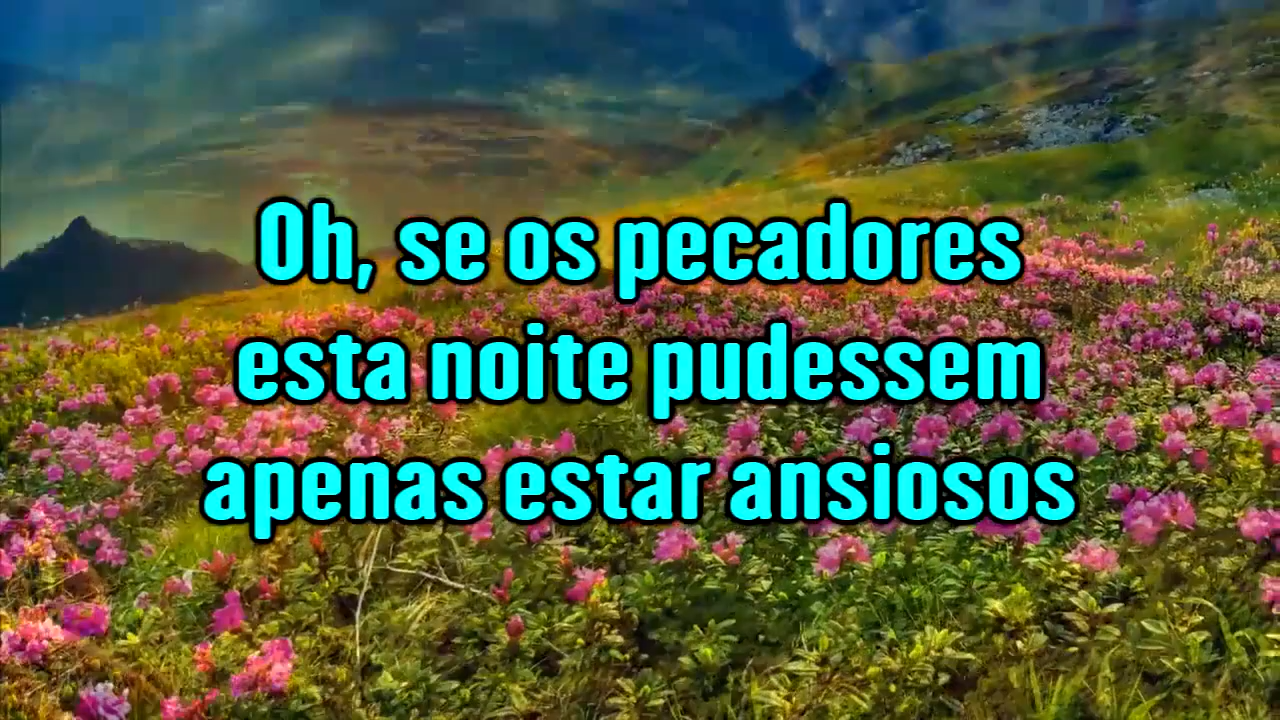 Oh, se os pecadores
esta noite pudessem
apenas estar ansiosos